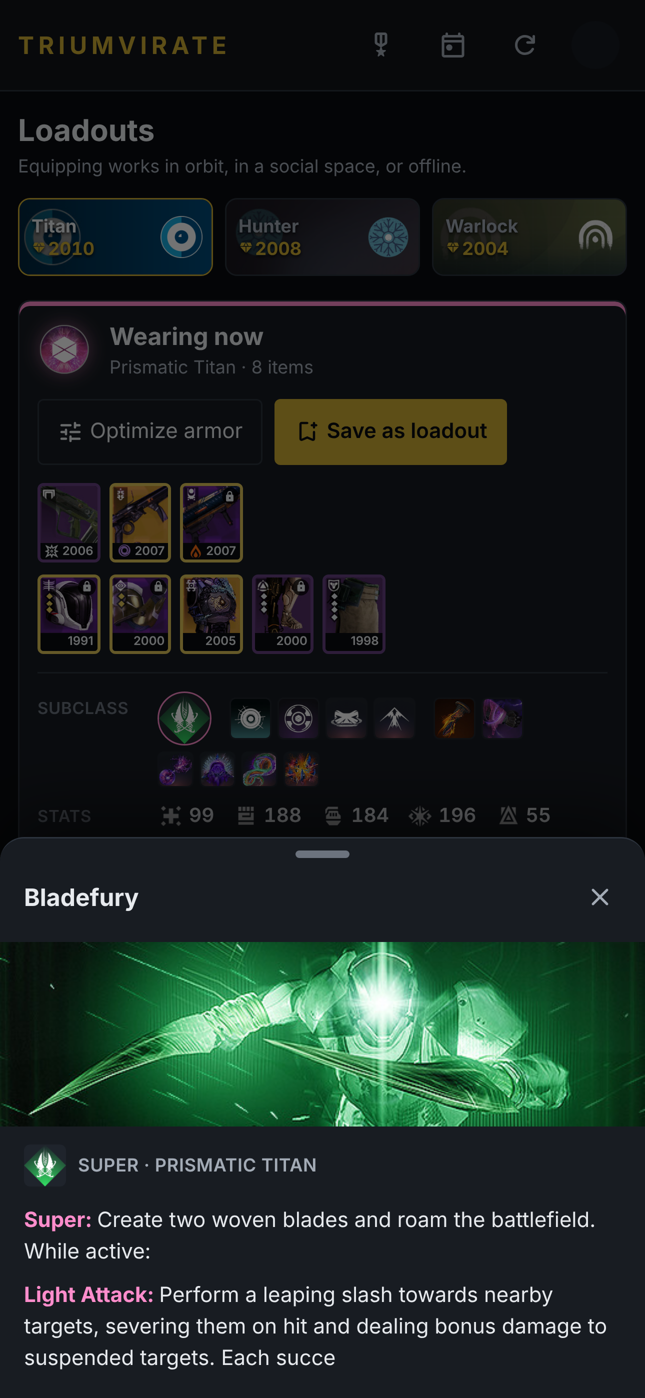 TRIUMVIRATE
Loadouts
Equipping works in orbit, in a social space, or offline.
Titan
2010
Hunter
2008
Warlock
2004
Wearing now
Prismatic Titan · 8 items
Optimize armor
Save as loadout
2006
2007
2007
1991
2000
2005
2000
1998
SUBCLASS
STATS
99
188
184
196
55
Bladefury
SUPER · PRISMATIC TITAN
Super: Create two woven blades and roam the battlefield.
While active:
Light Attack: Perform a leaping slash towards nearby
targets, severing them on hit and dealing bonus damage to
suspended targets. Each succe